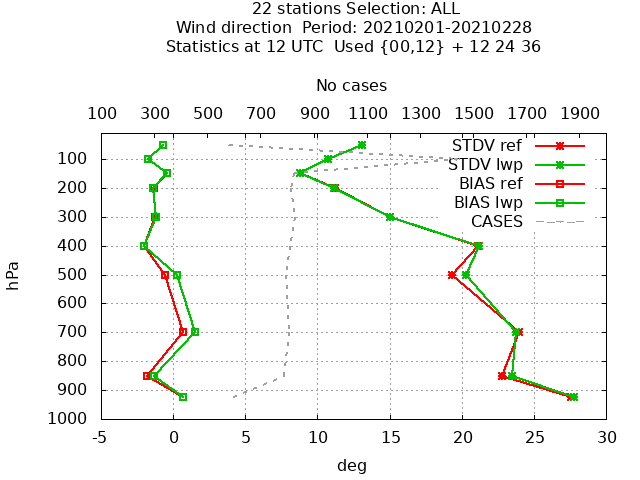 22 stations Selection: ALL
Wind direction  Period: 20210201-20210228
Statistics at 12 UTC  Used {00,12} + 12 24 36
No cases
100 300 500 700 900 1100 1300 1500 1700 1900
STDV ref
STDV lwp
BIAS ref
BIAS lwp
CASES
hPa
100
200
300
400
500
600
700
800
900
1000
-5 0 5 10 15 20 25 30
deg